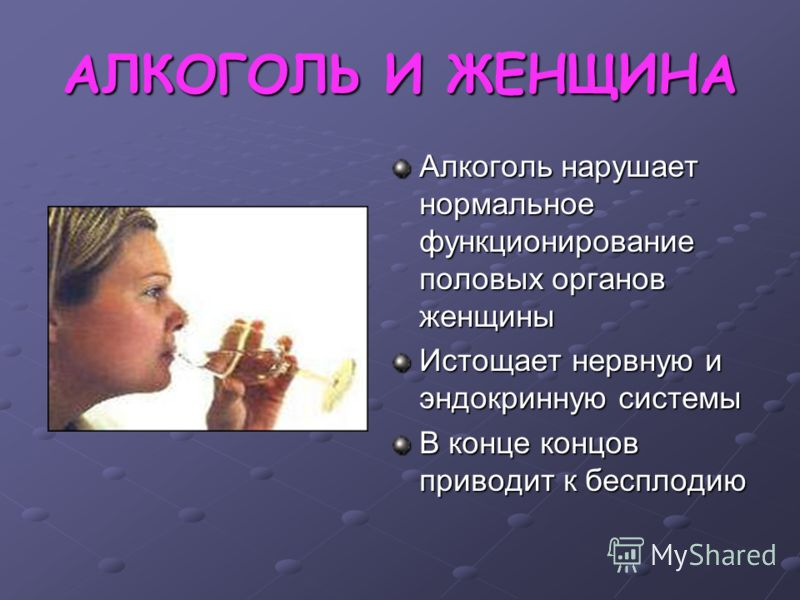 АЛКОГОЛЬ И ЖЕНЩИНА
Алкоголь нарушает
нормальное
функционирование
половых органов
женщины
Истощает нервную и
эндокринную системы
В конце концов
приводит к бесплодию
MyShared